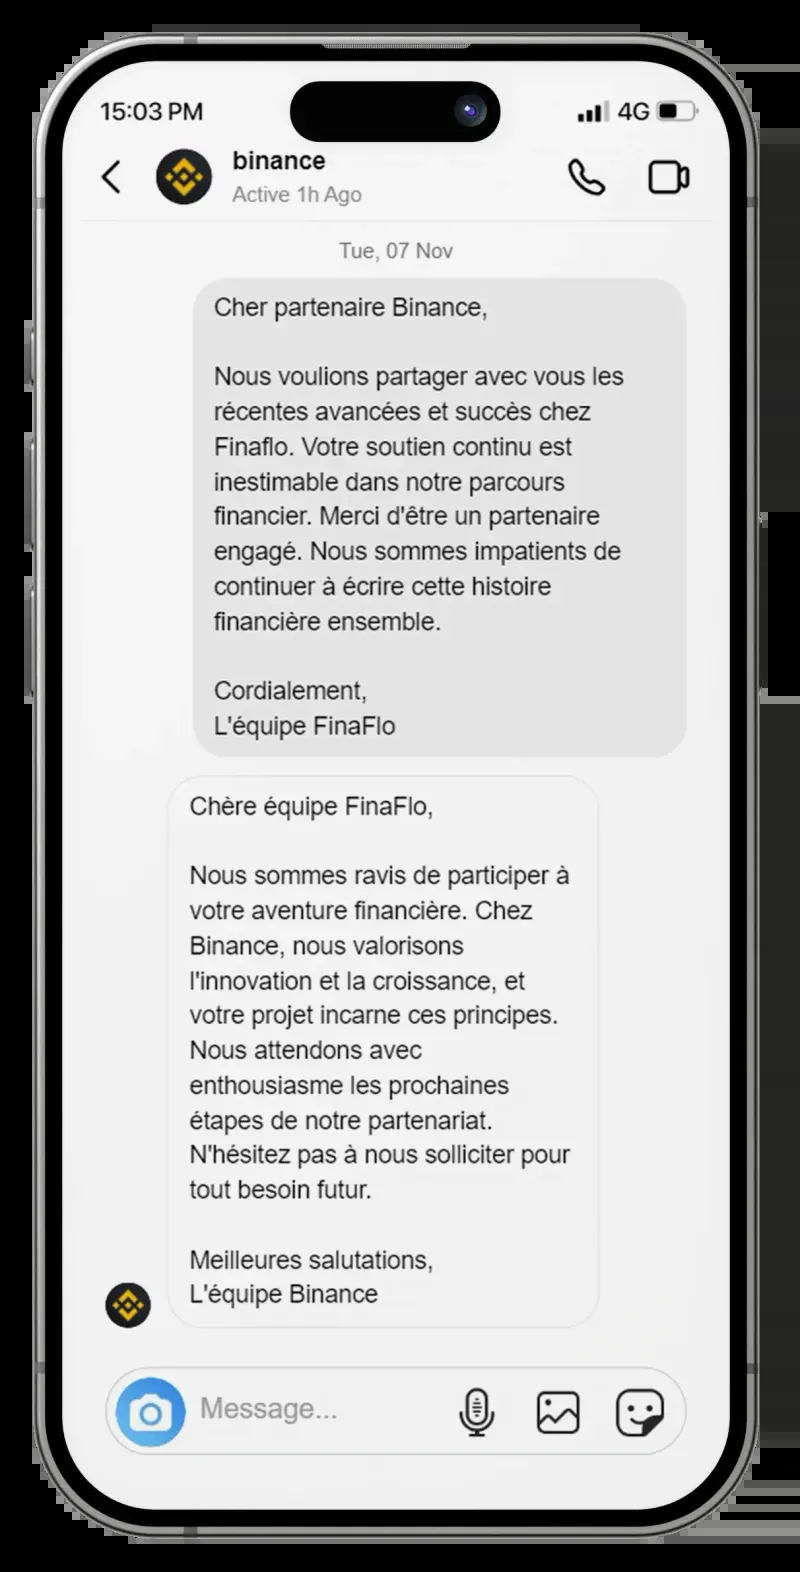 15:03 PM
4G
binance
Active 1h Ago
Tue, 07 Nov
Cher partenaire Binance,
Nous voulions partager avec vous les
récentes avancées et succès chez
Finaflo. Votre soutien continu est
inestimable dans notre parcours
financier. Merci d'être un partenaire
engagé. Nous sommes impatients de
continuer à écrire cette histoire
financière ensemble.
Cordialement,
L'équipe FinaFlo
Chère équipe FinaFlo,
Nous sommes ravis de participer à
votre aventure financière. Chez
Binance, nous valorisons
l'innovation et la croissance, et
votre projet incarne ces principes.
Nous attendons avec
enthousiasme les prochaines
étapes de notre partenariat.
N'hésitez pas à nous solliciter pour
tout besoin futur.
Meilleures salutations,
L'équipe Binance
Message...